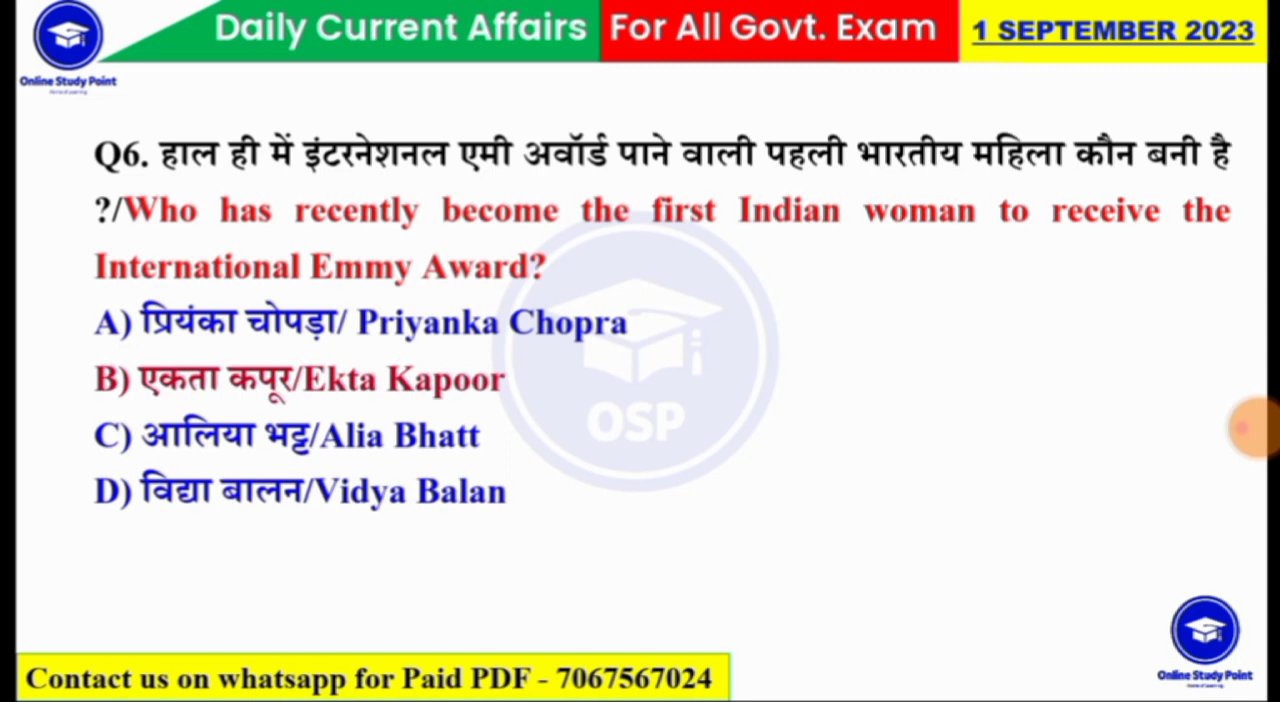 Daily Current Affairs For All Govt. Exam 1 SEPTEMBER 2023
Online Study Point
Q6. हाल ही में इंटरनेशनल एमी अवॉर्ड पाने वाली पहली भारतीय महिला कौन बनी है
?/Who has recently become the first Indian woman to receive the
International Emmy Award?
A) प्रियंका चोपड़ा/ Priyanka Chopra
B) एकता कपूर/Ekta Kapoor
C) आलिया भट्ट/Alia Bhatt
D) विद्या बालन/Vidya Balan
OSP
Online Study Point
Contact us on whatsapp for Paid PDF - 7067567024